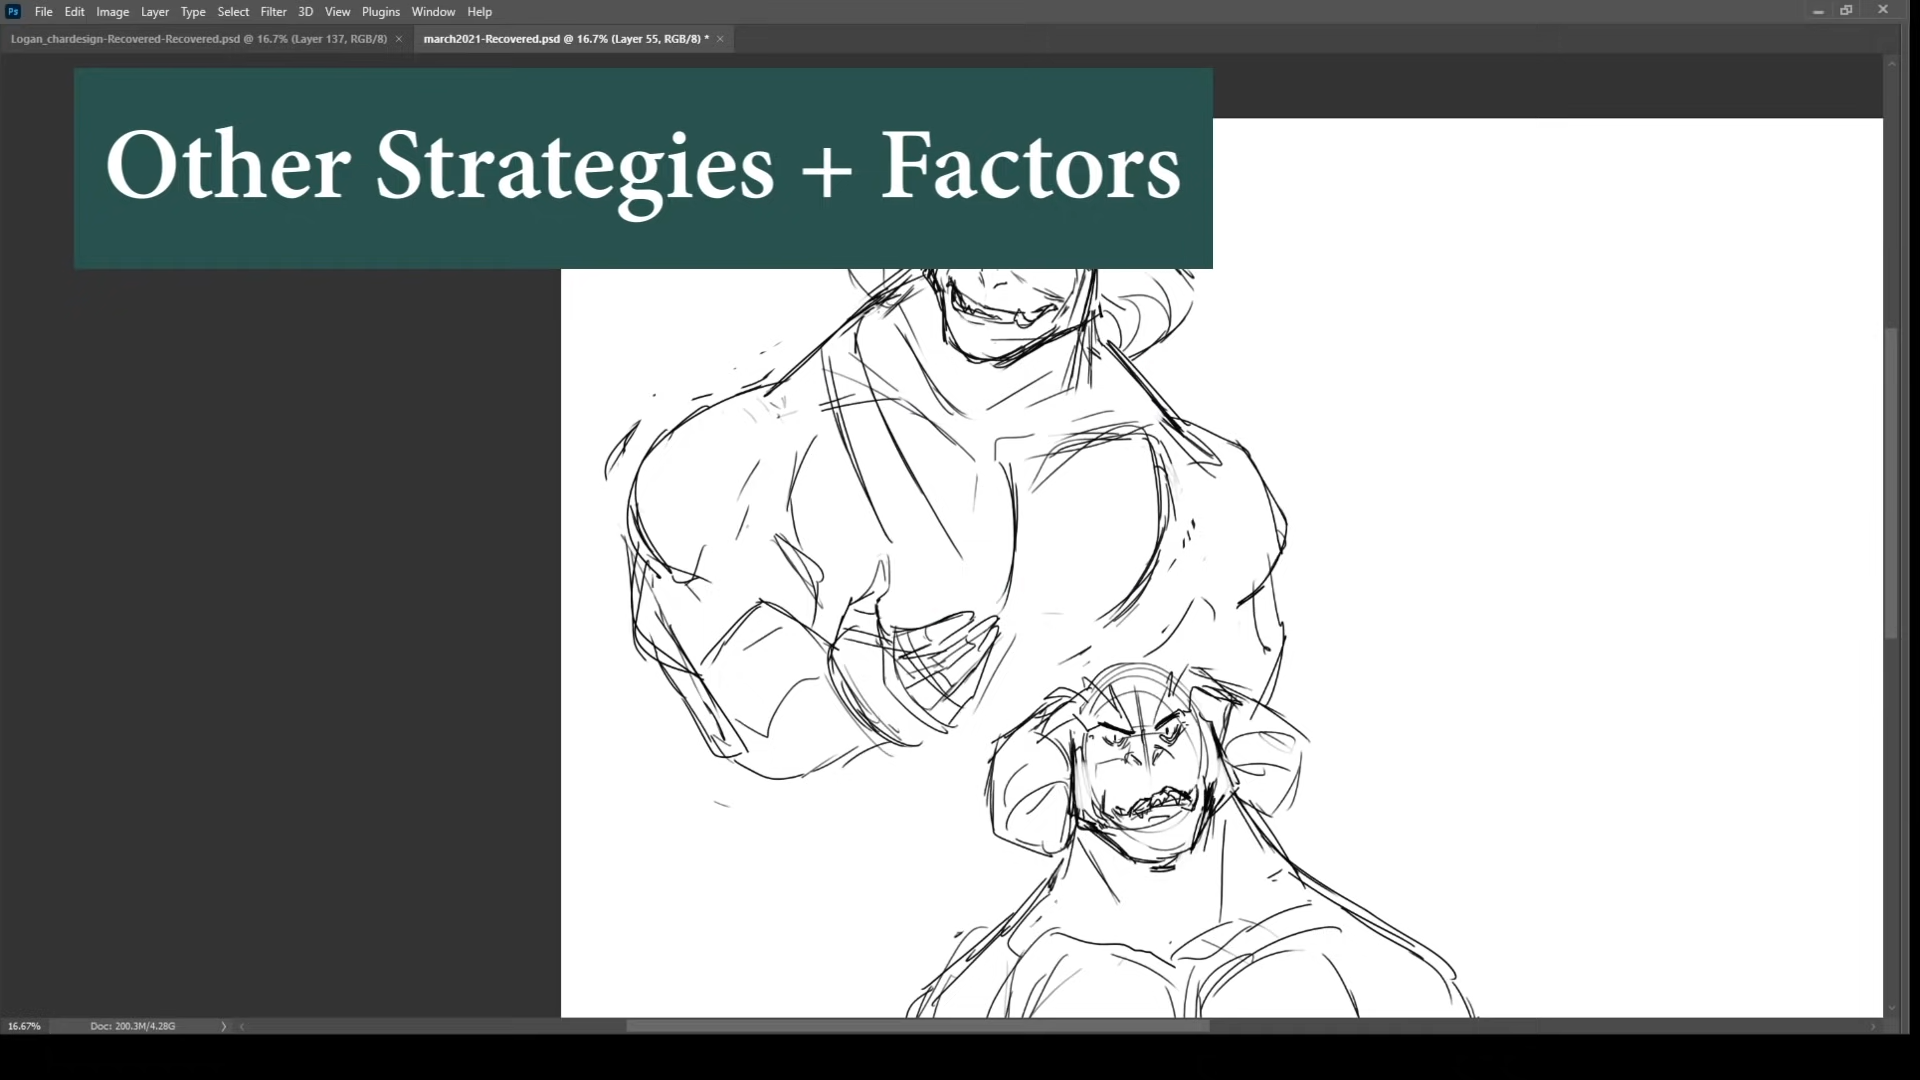 Ps File Edit Image Layer Type Select Filter 3D View Plugins Window Help
Logan_chardesign-Recovered-Recovered.psd @ 16.7% (Layer 137, RGB/8) × march2021-Recovered.psd @ 16.7% (Layer 55, RGB/8) * ×
Other Strategies + Factors
16.67% Doc: 200.3M/4.28G